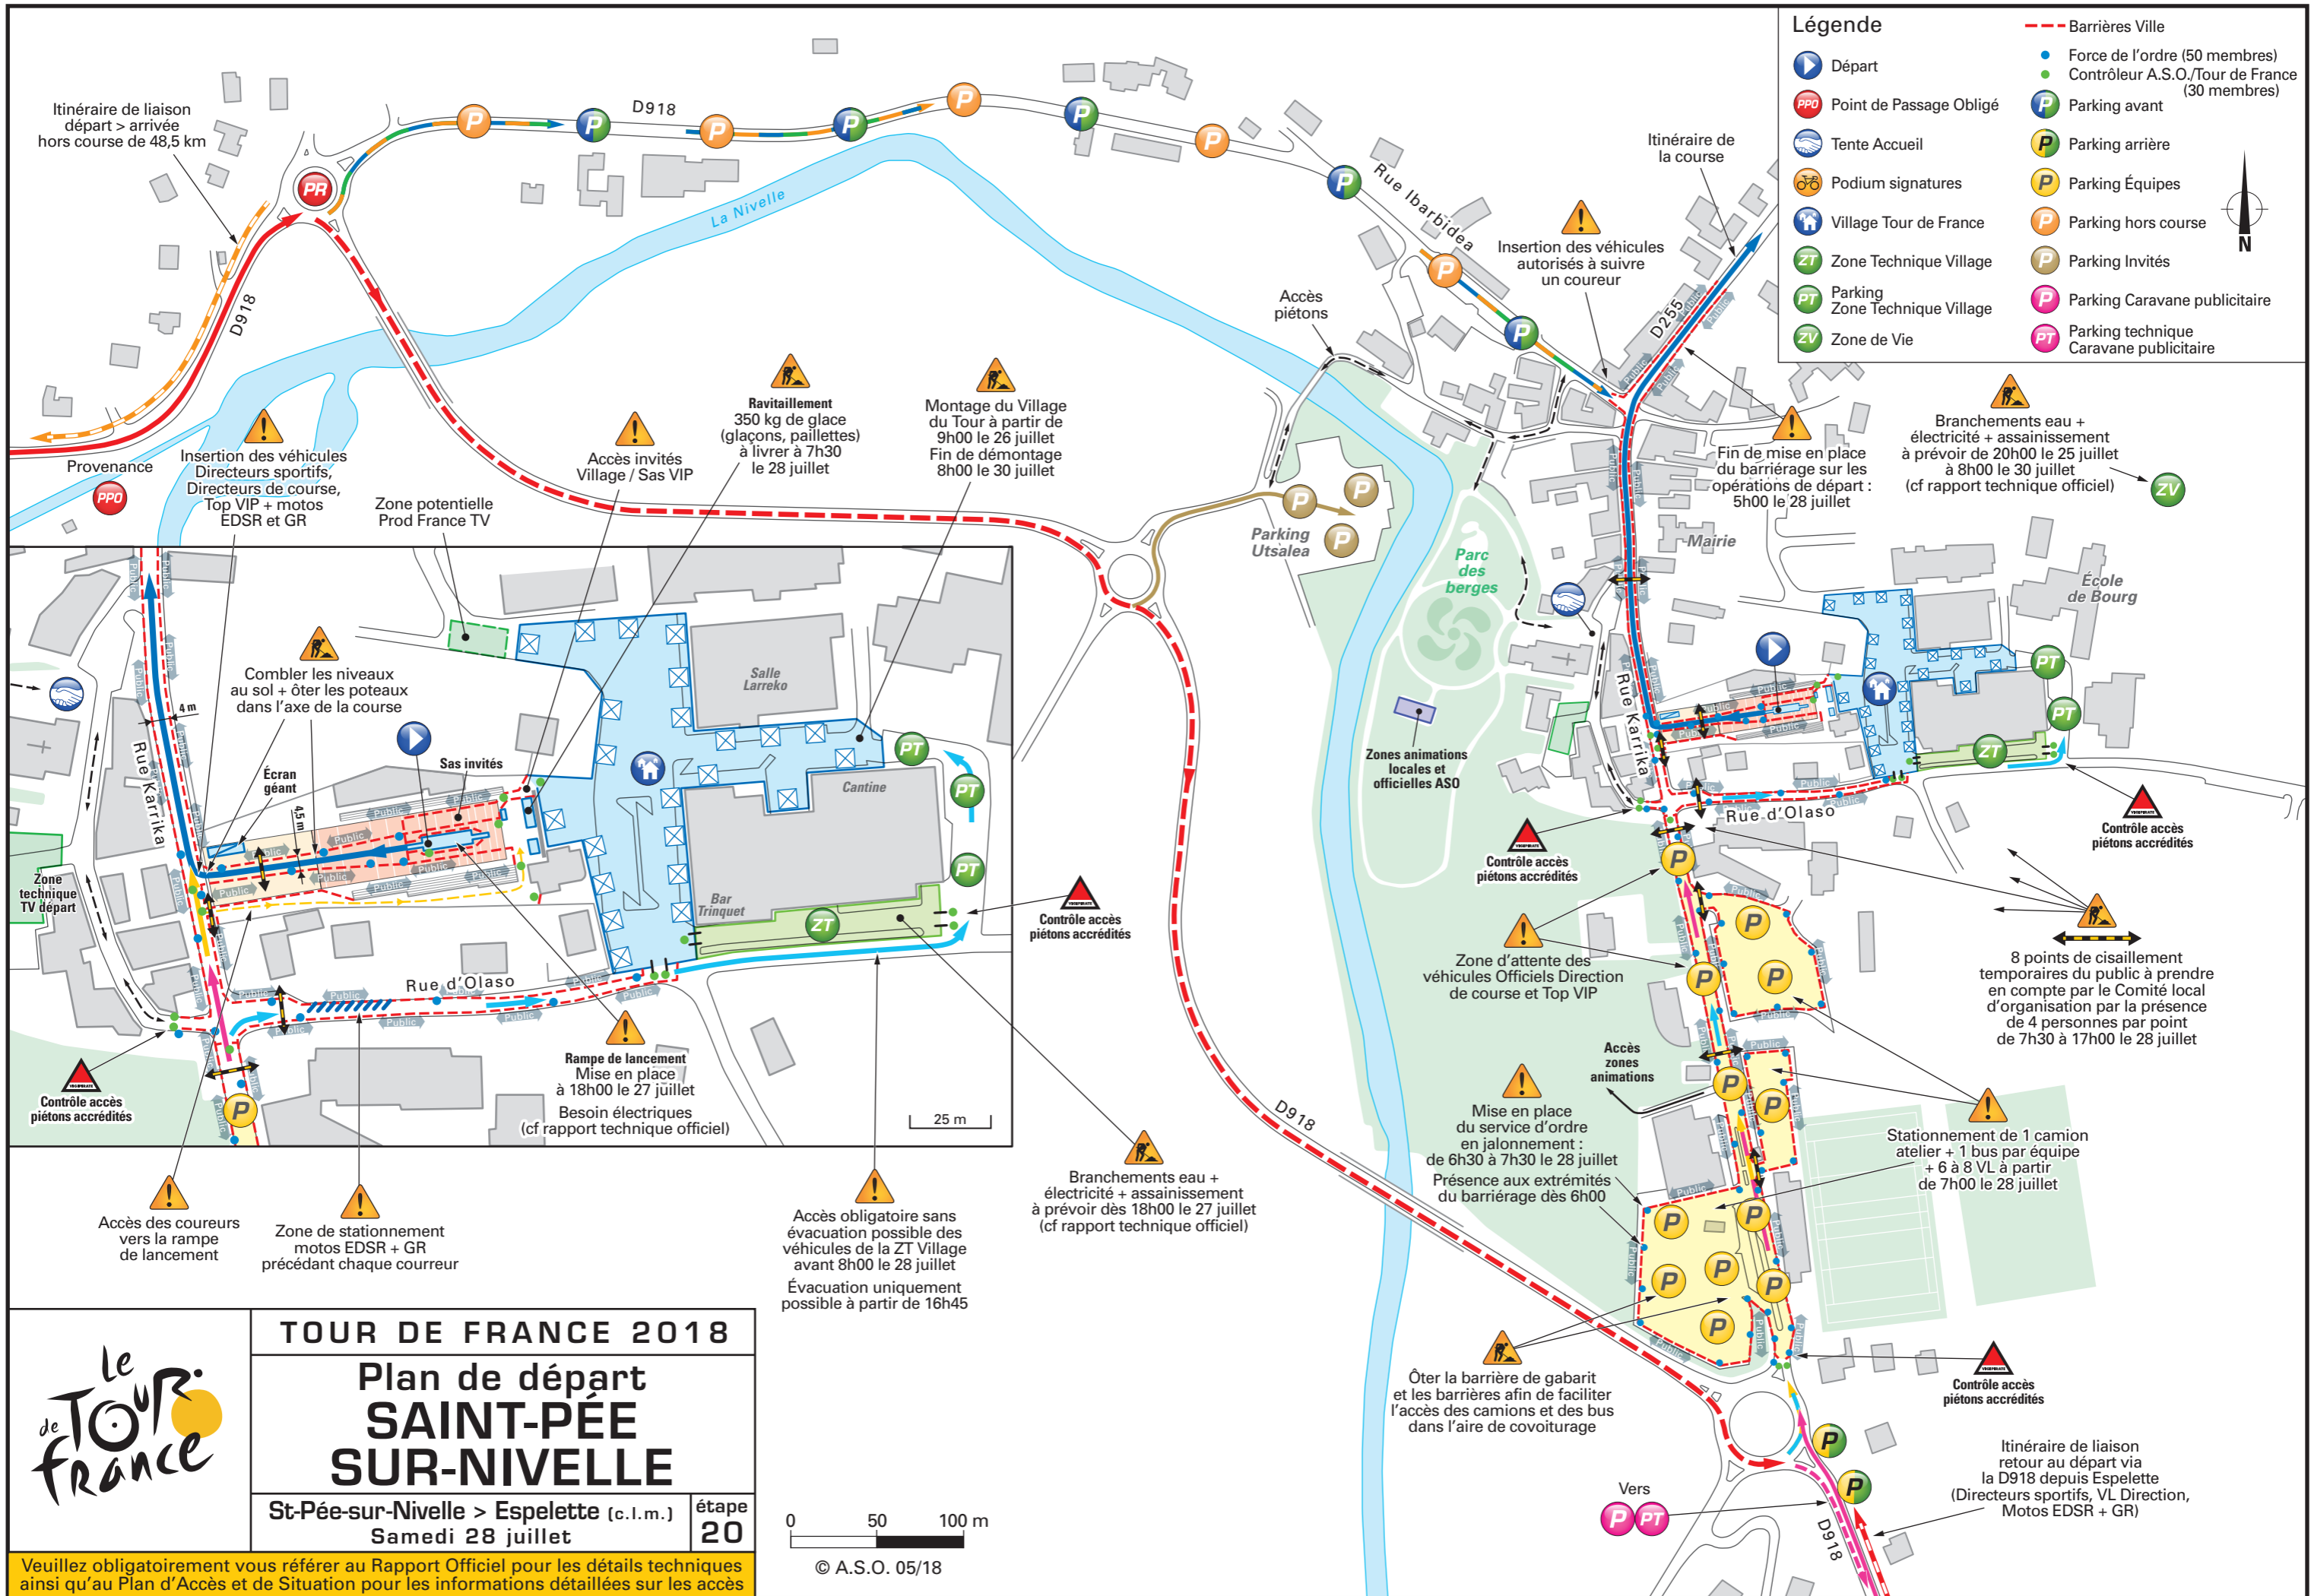 Légende
Départ
PPO
Point de Passage Obligé
Tente Accueil
Podium signatures
Village Tour de France
ZT
Zone Technique Village
PT
Parking
Zone Technique Village
ZV
Zone de Vie
Barrières Ville
Force de l'ordre (50 membres)
Contrôleur A.S.O./Tour de France
(30 membres)
P
Parking avant
P
Parking arrière
P
Parking Équipes
P
Parking hors course
P
Parking Invités
P
Parking Caravane publicitaire
PT
Parking technique
Caravane publicitaire
N
Itinéraire de liaison
départ > arrivée
hors course de 48,5 km
PR
D918
P
P
D918
P
P
P
P
P
P
Rue Ibarbidea
P
P
La Nivelle
Itinéraire de
la course
Insertion des véhicules
autorisés à suivre
un coureur
D255
Public
Accès
piétons
Provenance
PPO
Insertion des véhicules
Directeurs sportifs,
Directeurs de course,
Top VIP + motos
EDSR et GR
Zone potentielle
Prod France TV
Accès invités
Village / Sas VIP
Ravitaillement
350 kg de glace
(glaçons, paillettes)
à livrer à 7h30
le 28 juillet
Montage du Village
du Tour à partir de
9h00 le 26 juillet
Fin de démontage
8h00 le 30 juillet
Fin de mise en place
du barriérage sur les
opérations de départ :
5h00 le 28 juillet
Branchements eau +
électricité + assainissement
à prévoir de 20h00 le 25 juillet
à 8h00 le 30 juillet
(cf rapport technique officiel)
ZV
Parking
Utsalea
P
P
P
Parc
des
berges
Mairie
École
de Bourg
Rue Karrika
Rue d'Olaso
PT
PT
ZT
Zones animations
locales et
officielles ASO
Contrôle accès
piétons accrédités
Contrôle accès
piétons accrédités
Combler les niveaux
au sol + ôter les poteaux
dans l'axe de la course
4 m
Rue Karrika
Écran
géant
4,5 m
Sas invités
Public
Salle
Larreko
Cantine
Bar
Trinquet
PT
PT
PT
ZT
Zone
technique
TV départ
Rue d'Olaso
Contrôle accès
piétons accrédités
Contrôle accès
piétons accrédités
P
Rampe de lancement
Mise en place
à 18h00 le 27 juillet
Besoin électriques
(cf rapport technique officiel)
25 m
Accès des coureurs
vers la rampe
de lancement
Zone de stationnement
motos EDSR + GR
précédant chaque courreur
Accès obligatoire sans
évacuation possible des
véhicules de la ZT Village
avant 8h00 le 28 juillet
Évacuation uniquement
possible à partir de 16h45
Branchements eau +
électricité + assainissement
à prévoir dès 18h00 le 27 juillet
(cf rapport technique officiel)
Zone d'attente des
véhicules Officiels Direction
de course et Top VIP
P
P
P
P
8 points de cisaillement
temporaires du public à prendre
en compte par le Comité local
d'organisation par la présence
de 4 personnes par point
de 7h30 à 17h00 le 28 juillet
Accès
zones
animations
Mise en place
du service d'ordre
en jalonnement :
de 6h30 à 7h30 le 28 juillet
Présence aux extrémités
du barriérage dès 6h00
P
P
Stationnement de 1 camion
atelier + 1 bus par équipe
+ 6 à 8 VL à partir
de 7h00 le 28 juillet
P
P
P
P
P
P
D918
Ôter la barrière de gabarit
et les barrières afin de faciliter
l'accès des camions et des bus
dans l'aire de covoiturage
Contrôle accès
piétons accrédités
P
P
Vers
P PT
D918
Itinéraire de liaison
retour au départ via
la D918 depuis Espelette
(Directeurs sportifs, VL Direction,
Motos EDSR + GR)
Le
Tour
de
france
TOUR DE FRANCE 2018
Plan de départ
SAINT-PÉE
SUR-NIVELLE
St-Pée-sur-Nivelle > Espelette (c.l.m.)
Samedi 28 juillet
étape
20
Veuillez obligatoirement vous référer au Rapport Officiel pour les détails techniques
ainsi qu'au Plan d'Accès et de Situation pour les informations détaillées sur les accès
0 50 100 m
© A.S.O. 05/18